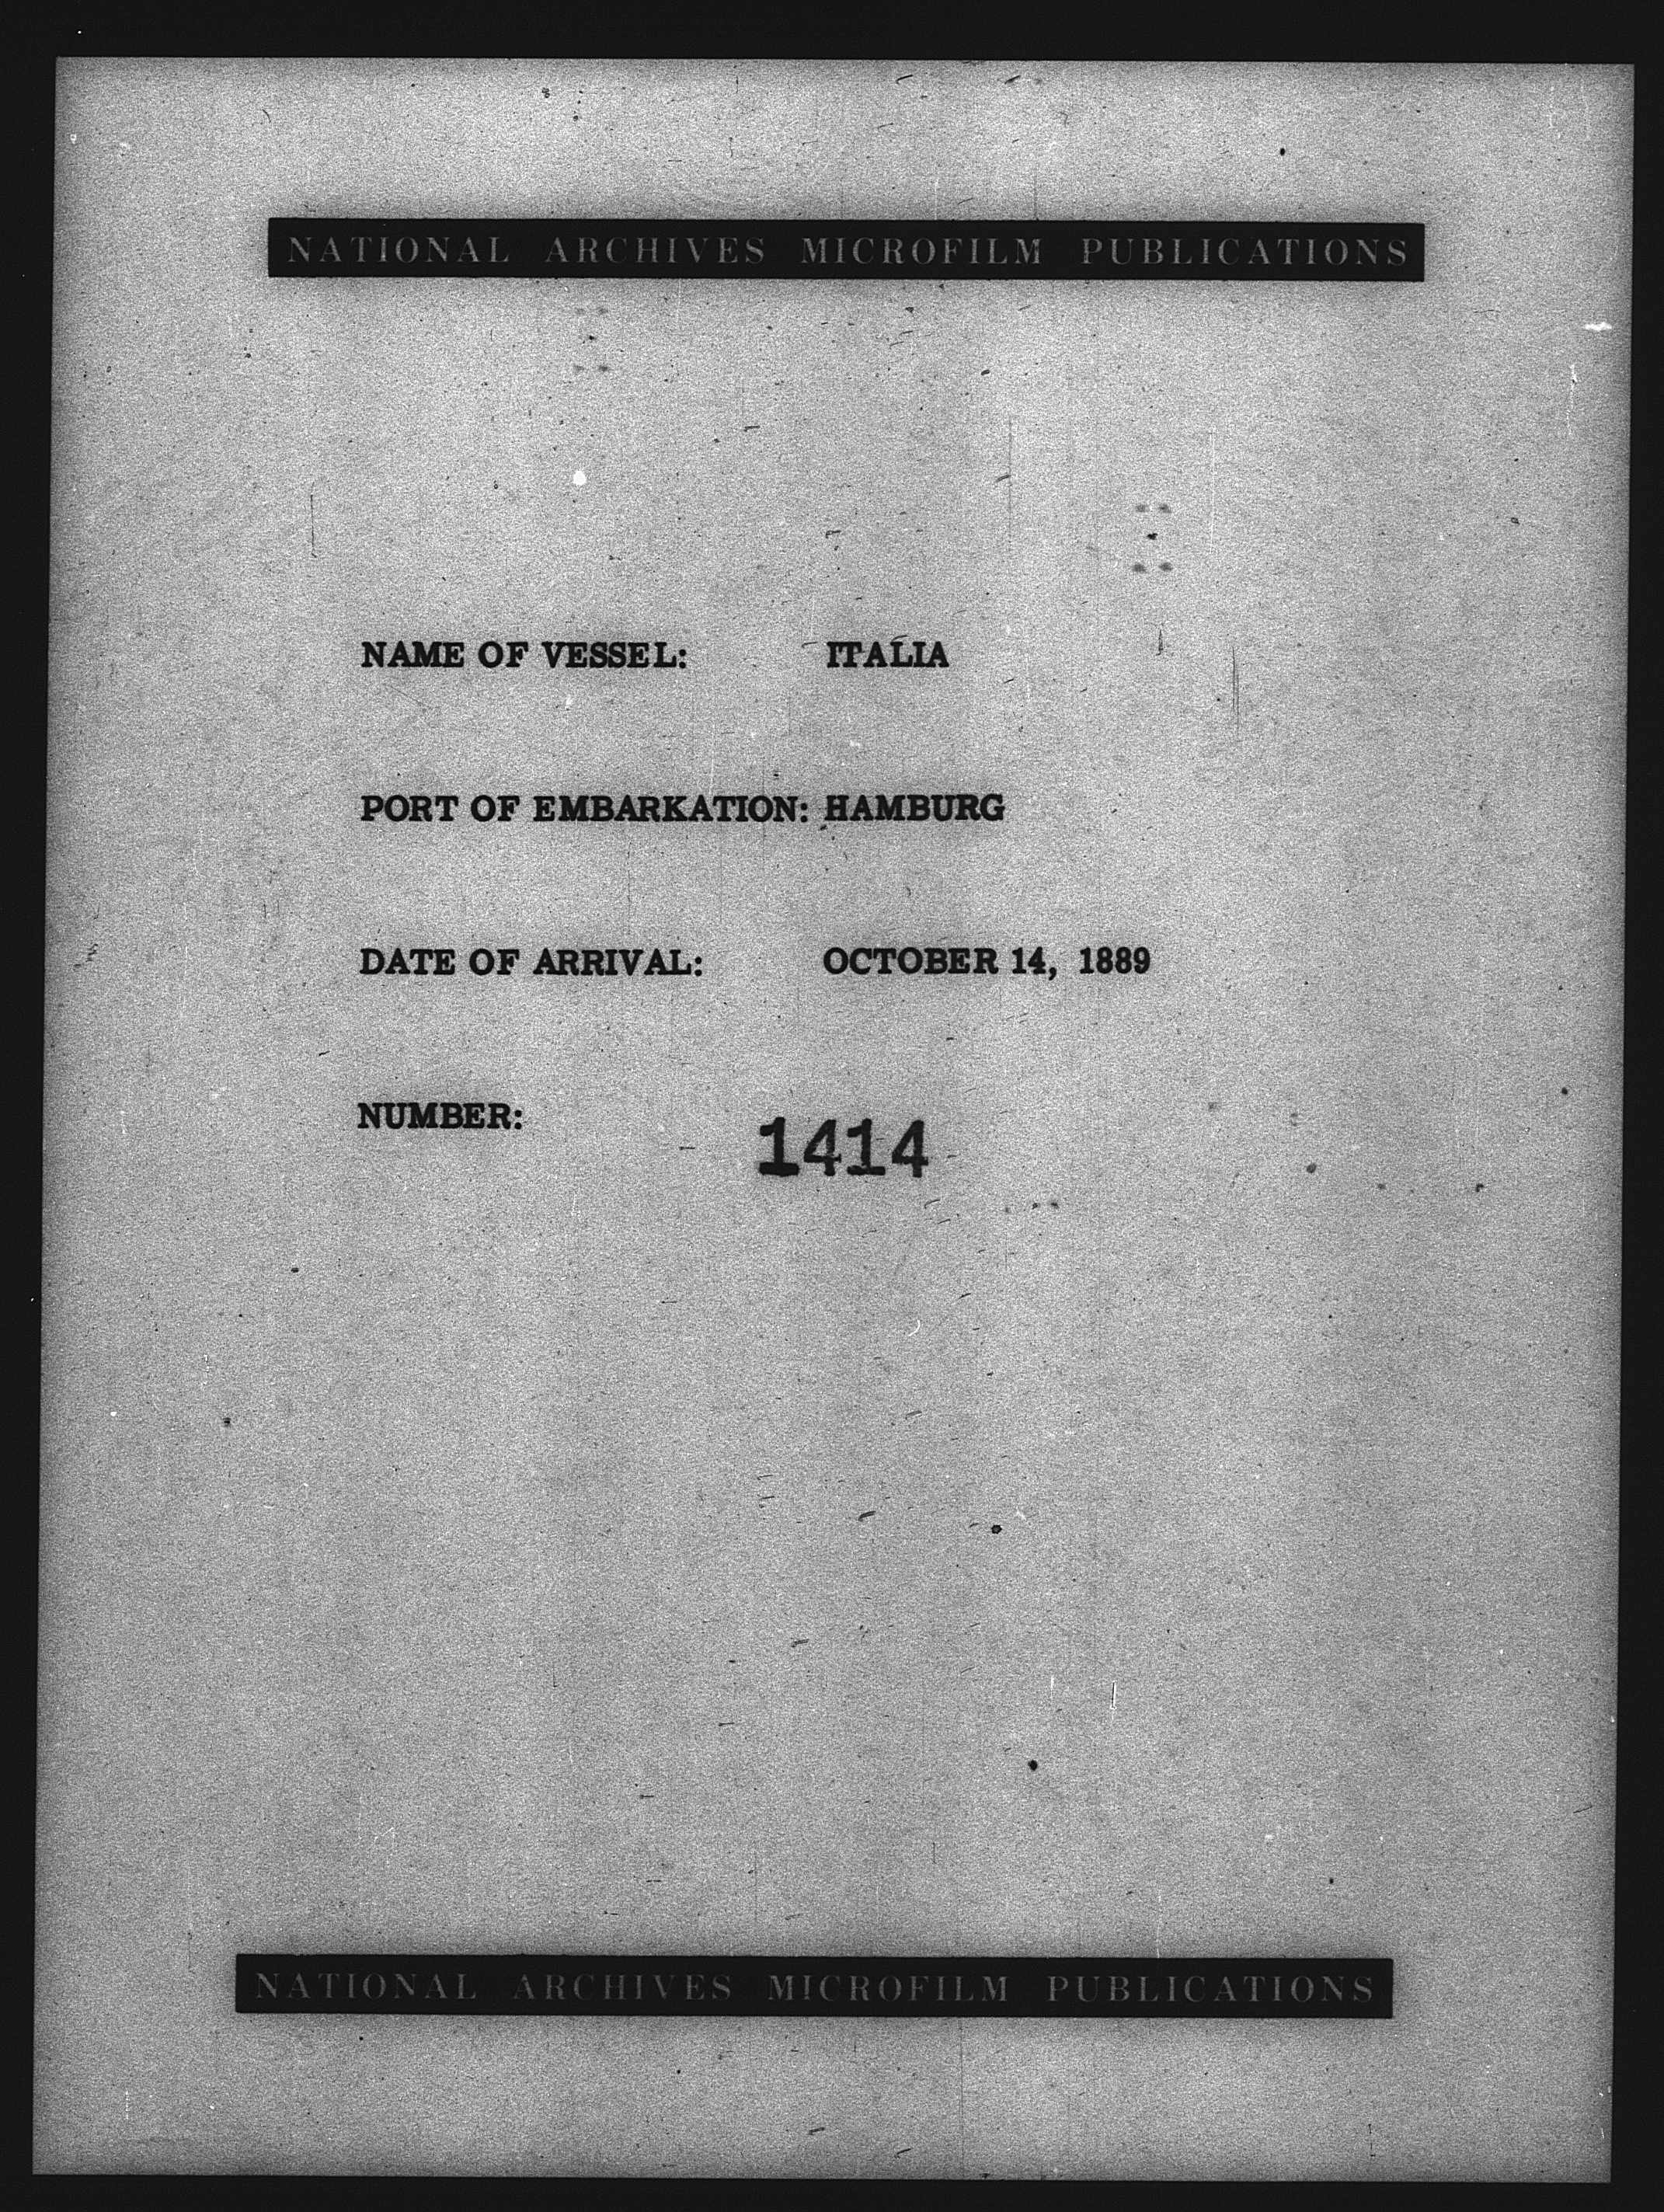 NATIONAL ARCHIVES MICROFILM PUBLICATIONS
NAME OF VESSEL: ITALIA
PORT OF EMBARKATION: HAMBURG
DATE OF ARRIVAL: OCTOBER 14, 1889
NUMBER: 1414
NATIONAL ARCHIVES MICROFILM PUBLICATIONS